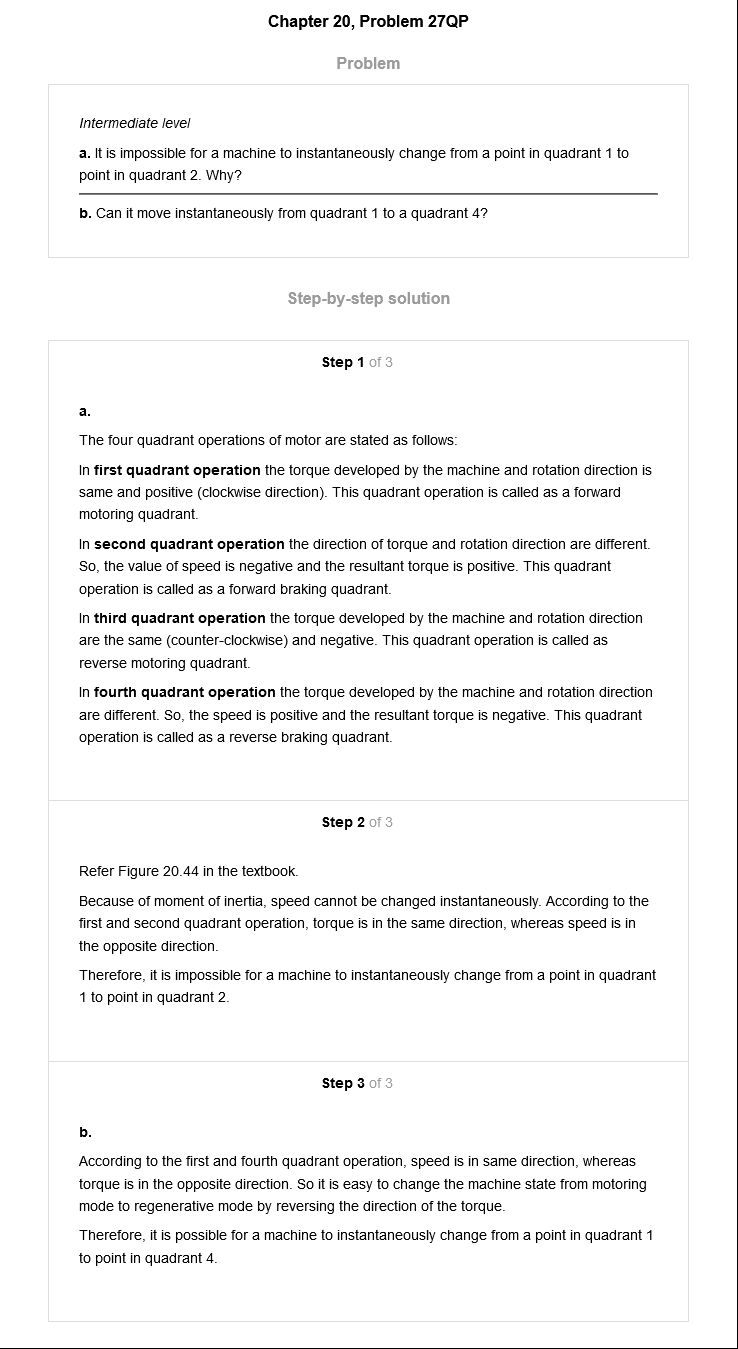 Chapter 20, Problem 27QP
Problem
Intermediate level
a. It is impossible for a machine to instantaneously change from a point in quadrant 1 to
point in quadrant 2. Why?
b. Can it move instantaneously from quadrant 1 to a quadrant 4?
Step-by-step solution
Step 1 of 3
a.
The four quadrant operations of motor are stated as follows:
In first quadrant operation the torque developed by the machine and rotation direction is
same and positive (clockwise direction). This quadrant operation is called as a forward
motoring quadrant.
In second quadrant operation the direction of torque and rotation direction are different.
So, the value of speed is negative and the resultant torque is positive. This quadrant
operation is called as a forward braking quadrant.
In third quadrant operation the torque developed by the machine and rotation direction
are the same (counter-clockwise) and negative. This quadrant operation is called as
reverse motoring quadrant.
In fourth quadrant operation the torque developed by the machine and rotation direction
are different. So, the speed is positive and the resultant torque is negative. This quadrant
operation is called as a reverse braking quadrant.
Step 2 of 3
Refer Figure 20.44 in the textbook.
Because of moment of inertia, speed cannot be changed instantaneously. According to the
first and second quadrant operation, torque is in the same direction, whereas speed is in
the opposite direction.
Therefore, it is impossible for a machine to instantaneously change from a point in quadrant
1 to point in quadrant 2.
Step 3 of 3
b.
According to the first and fourth quadrant operation, speed is in same direction, whereas
torque is in the opposite direction. So it is easy to change the machine state from motoring
mode to regenerative mode by reversing the direction of the torque.
Therefore, it is possible for a machine to instantaneously change from a point in quadrant 1
to point in quadrant 4.